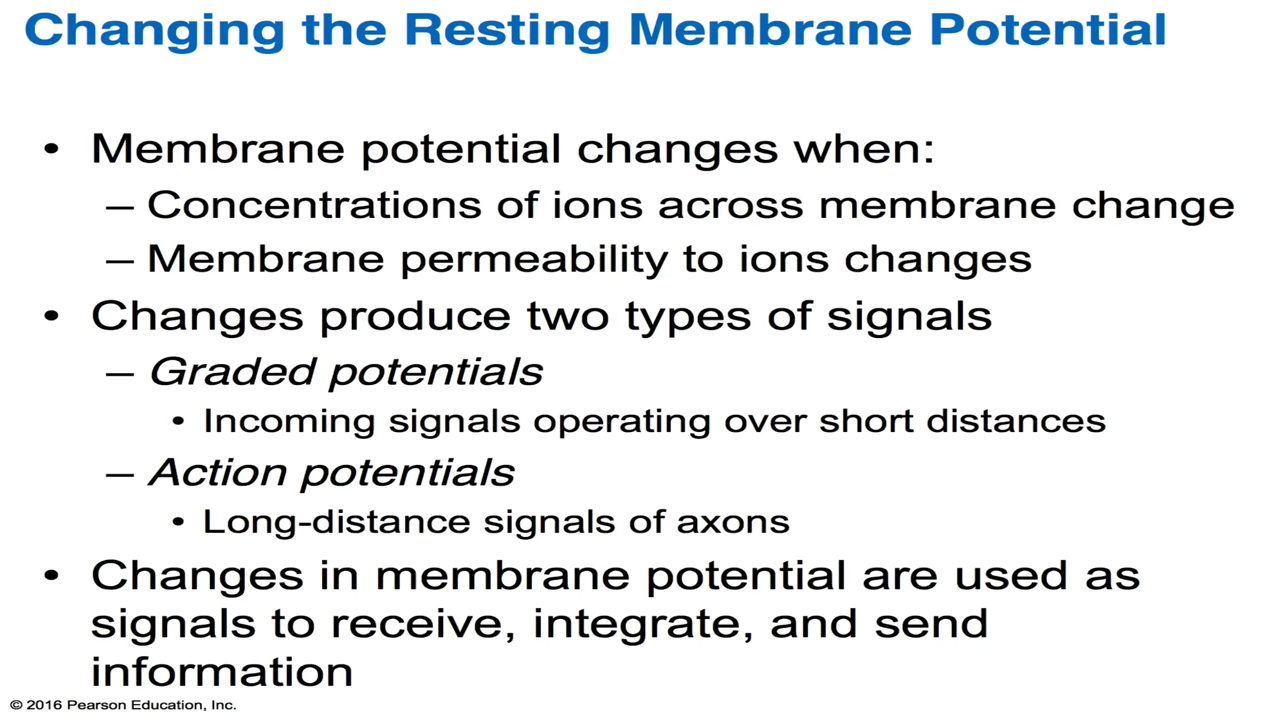 Changing the Resting Membrane Potential
• Membrane potential changes when:
– Concentrations of ions across membrane change
– Membrane permeability to ions changes
• Changes produce two types of signals
– Graded potentials
• Incoming signals operating over short distances
– Action potentials
• Long-distance signals of axons
• Changes in membrane potential are used as
signals to receive, integrate, and send
information
© 2016 Pearson Education, Inc.